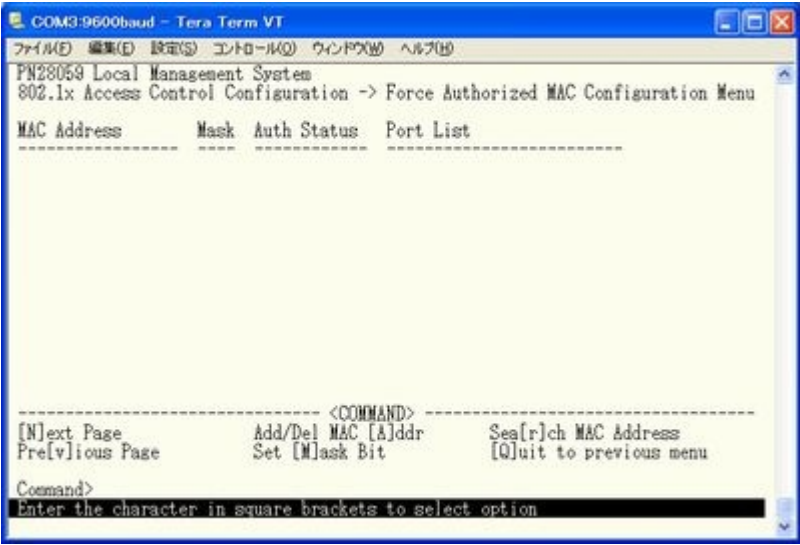 COM3:9600baud - Tera Term VT
ファイル(F) 編集(E) 設定(S) コントロール(O) ウィンドウ(W) ヘルプ(H)
PN28059 Local Management System
802.1x Access Control Configuration -> Force Authorized MAC Configuration Menu
MAC Address Mask Auth Status Port List
----------------- ---- ------------ -------------------------
-------------------------------- <COMMAND> -----------------------------------
[N]ext Page Add/Del MAC [A]ddr Sea[r]ch MAC Address
Pre[v]ious Page Set [M]ask Bit [Q]uit to previous menu
Command>
Enter the character in square brackets to select option